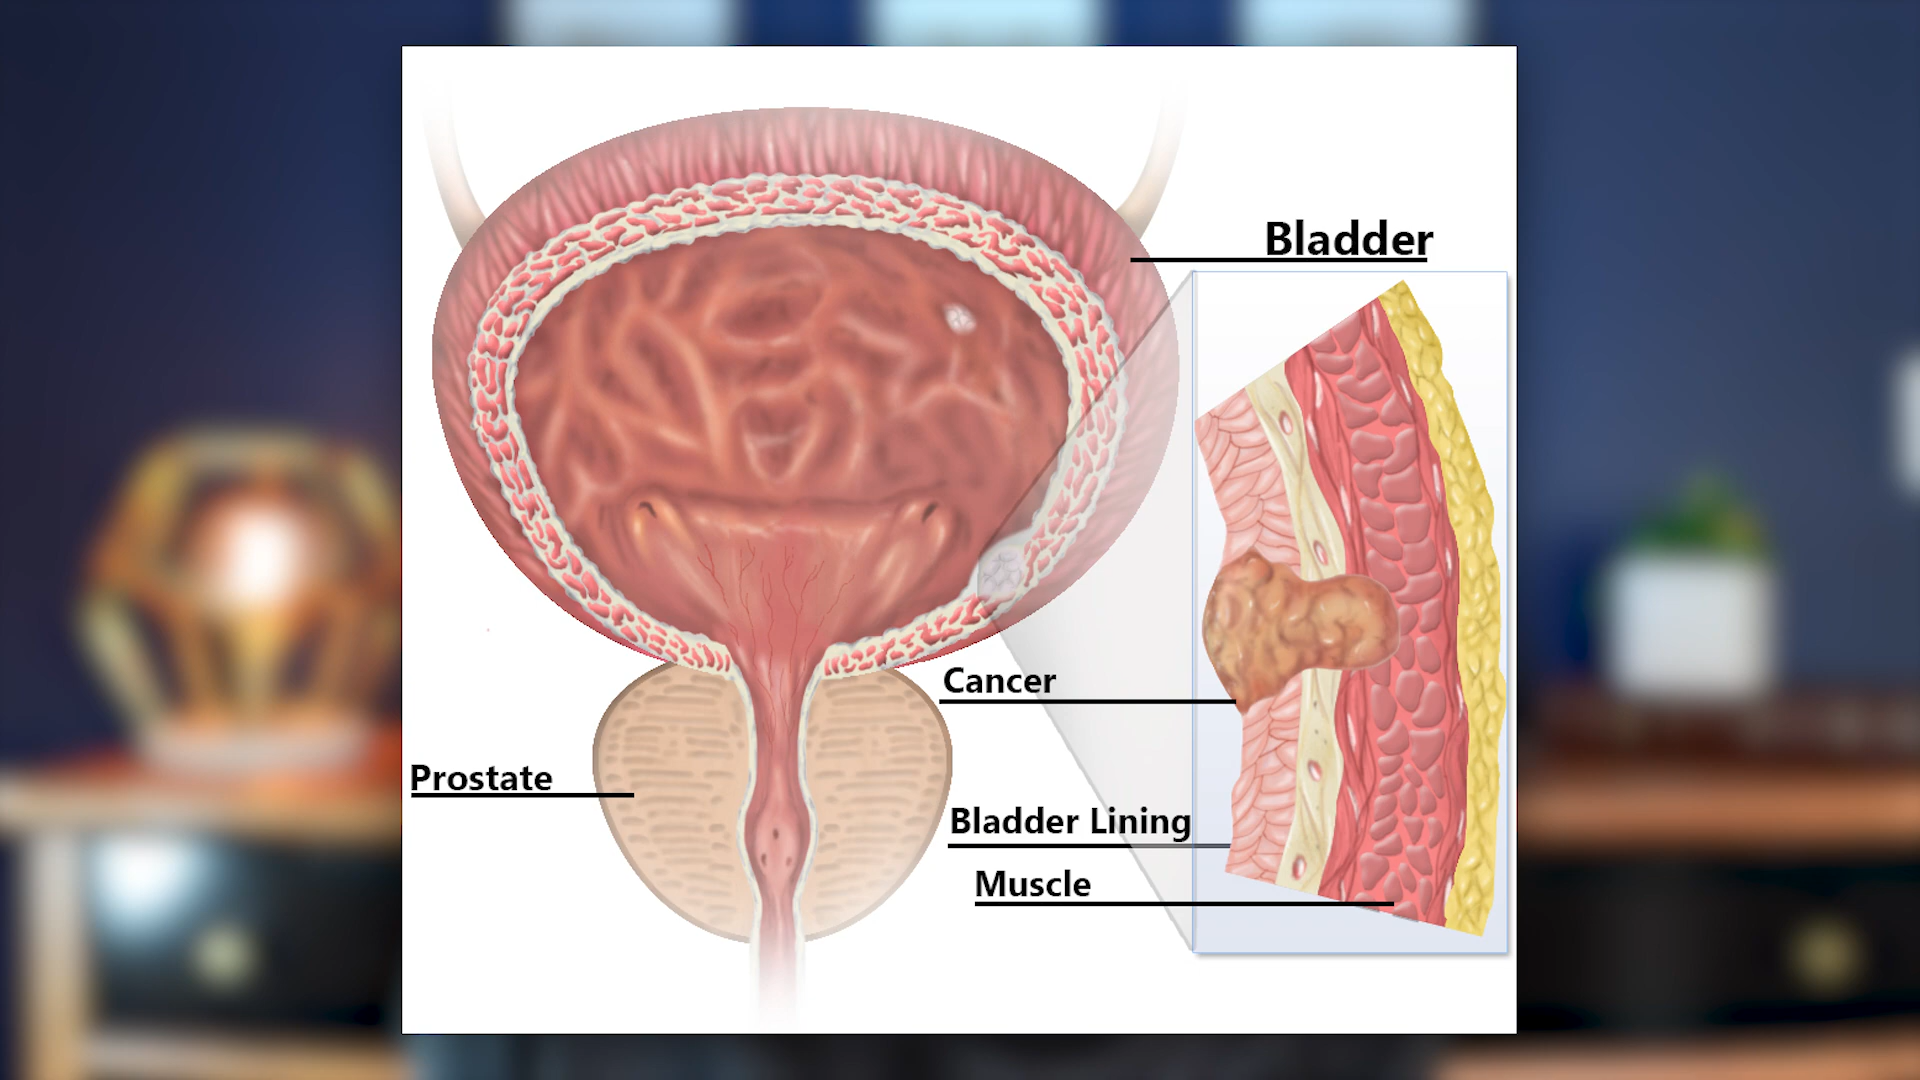 Bladder
Cancer
Prostate
Bladder Lining
Muscle